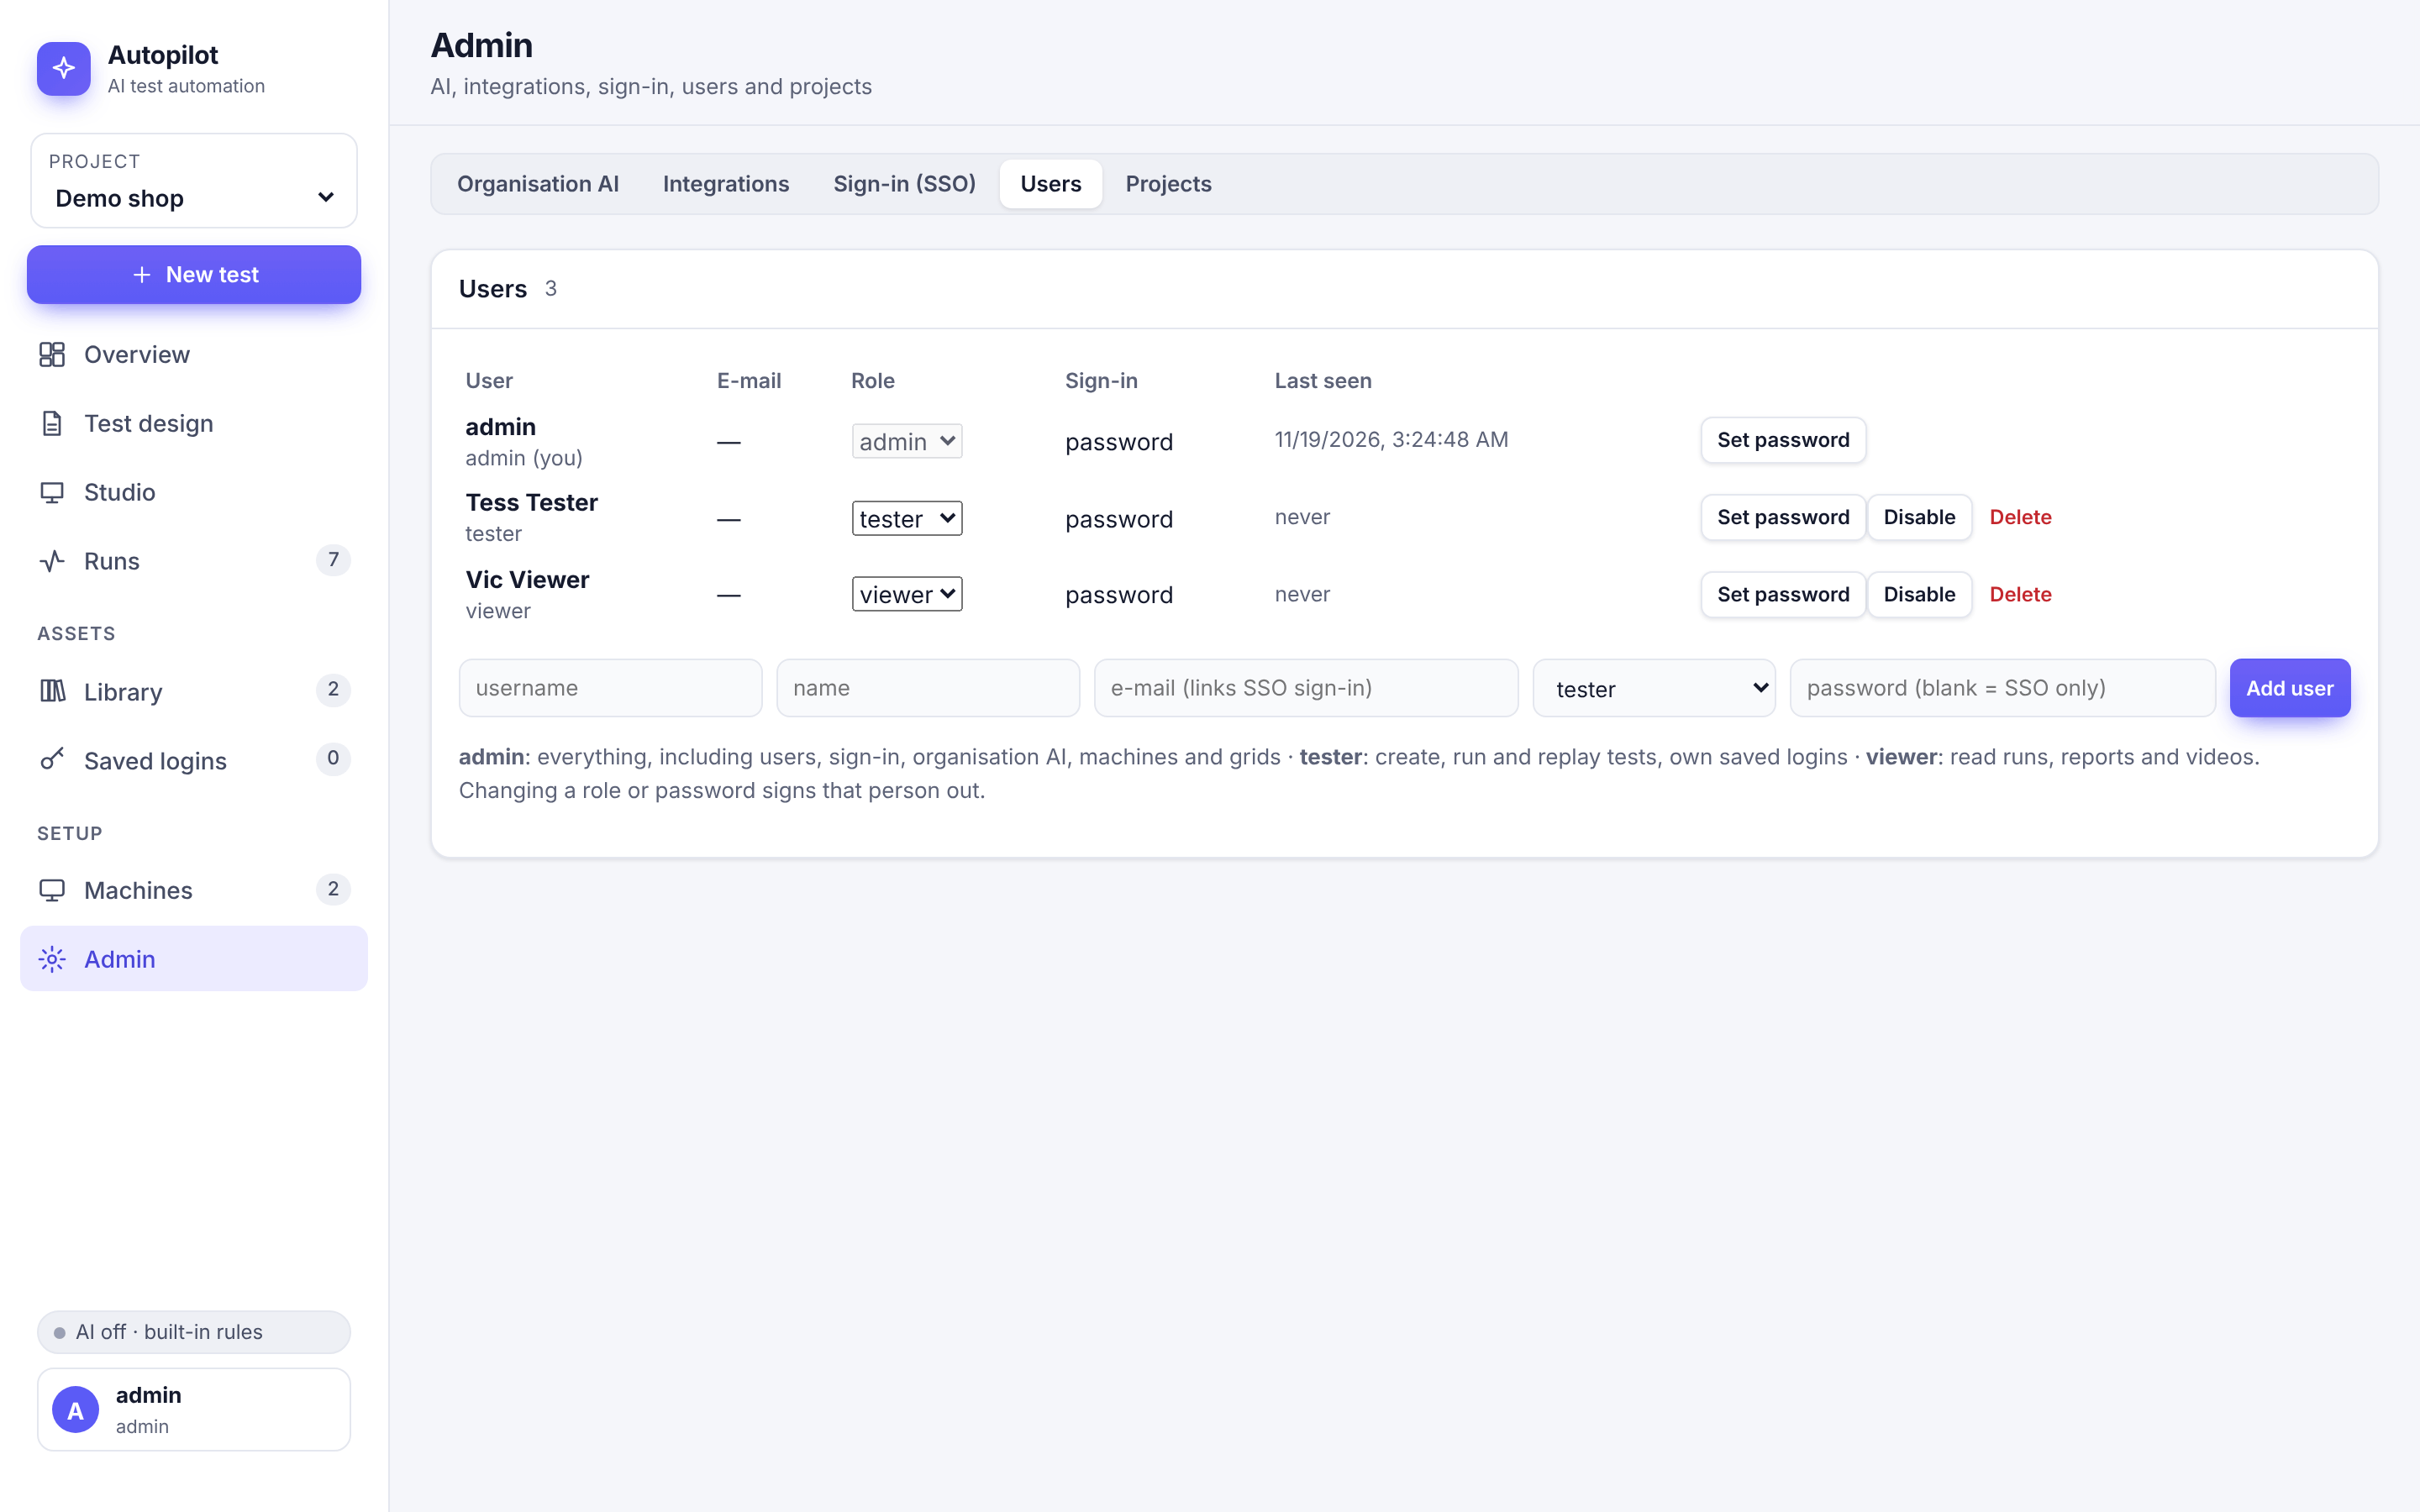 Autopilot
AI test automation
PROJECT
Demo shop
New test
Overview
Test design
Studio
Runs 7
ASSETS
Library 2
Saved logins 0
SETUP
Machines 2
Admin
AI off · built-in rules
A
admin
admin
Admin
AI, integrations, sign-in, users and projects
Organisation AI Integrations Sign-in (SSO) Users Projects
Users 3
User E-mail Role Sign-in Last seen
admin
admin (you) — admin password 11/19/2026, 3:24:48 AM Set password
Tess Tester
tester — tester password never Set password Disable Delete
Vic Viewer
viewer — viewer password never Set password Disable Delete
username name e-mail (links SSO sign-in) tester password (blank = SSO only) Add user
admin: everything, including users, sign-in, organisation AI, machines and grids · tester: create, run and replay tests, own saved logins · viewer: read runs, reports and videos.
Changing a role or password signs that person out.